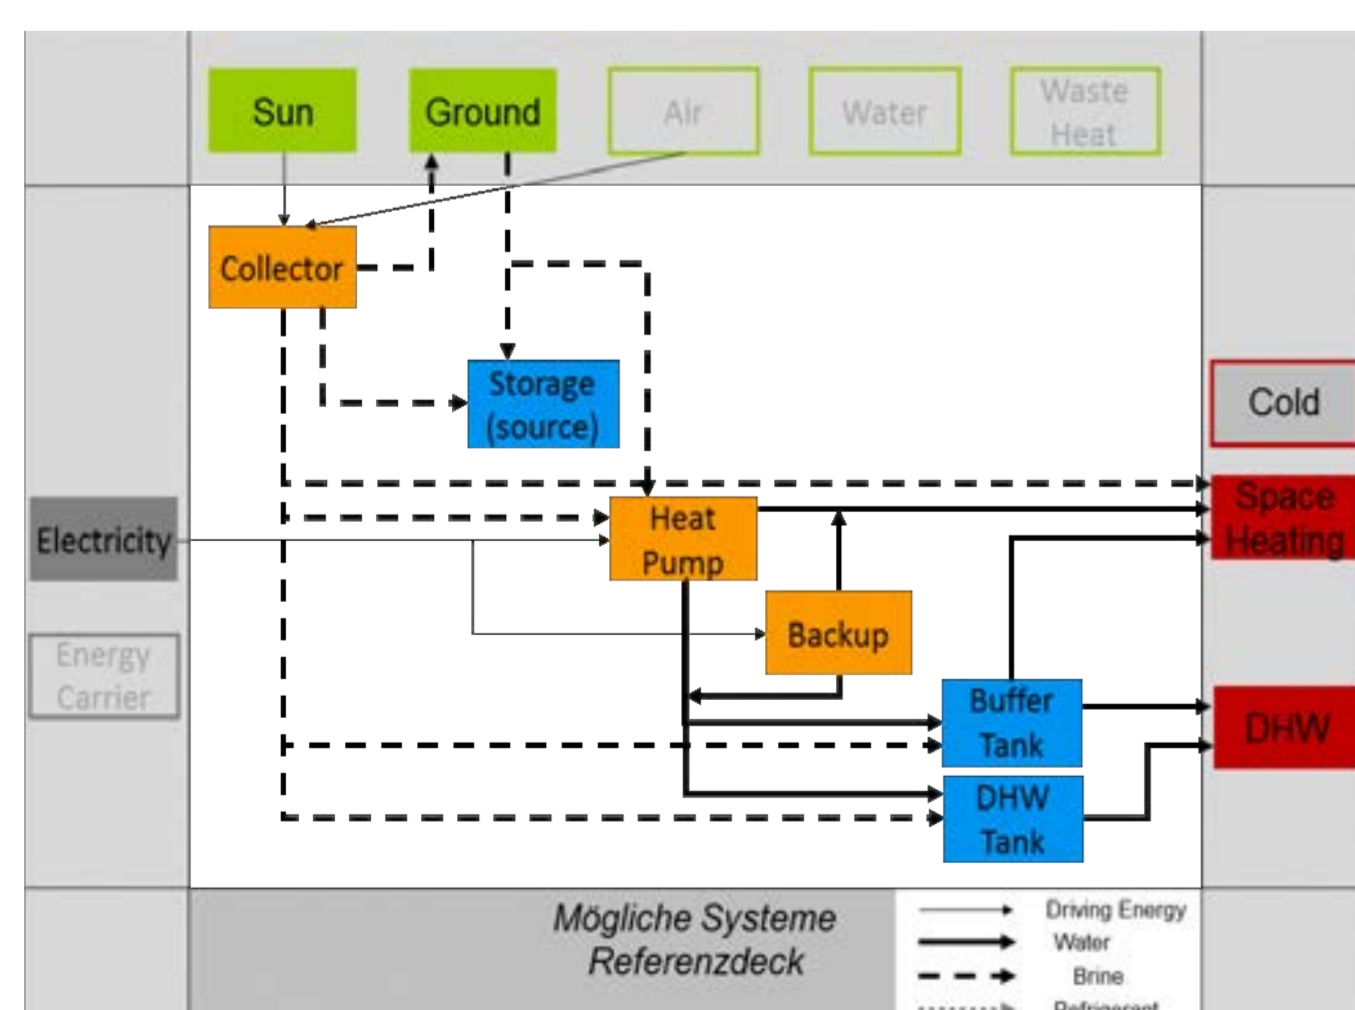 Sun
Ground
Air
Water
Waste
Heat
Collector
Storage
(source)
Cold
Electricity
Heat
Pump
Space
Heating
Backup
Energy
Carrier
Buffer
Tank
DHW
DHW
Tank
Mögliche Systeme
Referenzdeck
Driving Energy
Water
Brine
Refrigerant